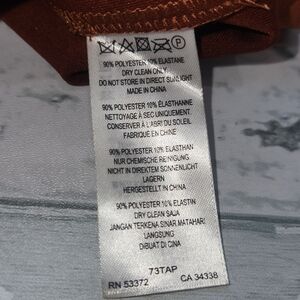 90% POLYESTER 10% ELASTANE
DRY CLEAN ONLY
DO NOT STORE IN DIRECT SUNLIGHT
MADE IN CHINA
90% POLYESTER 10% ELASTHANNE
NETTOYAGE À SEC UNIQUEMENT.
CONSERVER À L'ABRI DU SOLEIL
FABRIQUÉ EN CHINE
90% POLYESTER 10% ELASTHAN
NUR CHEMISCHE REINIGUNG
NICHT IM DIREKTEM SONNENLICHT
LAGERN
HERGESTELLT IN CHINA
90% POLYESTER 10% ELASTIN
DRY CLEAN SAJA
JANGAN TERKENA SINAR MATAHARI
LANGSUNG
DIBUAT DI CINA
73TAP
RN 53372 CA 34338